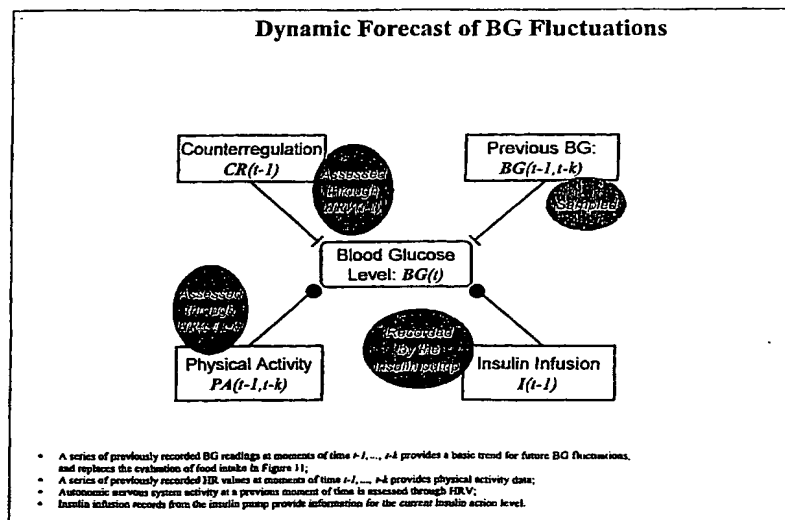 Dynamic Forecast of BG Fluctuations
Counterregulation
CR(t-1)
Assessed
through
Previous BG:
BG(t-1,t-k)
Sampled
Blood Glucose
Level: BG(t)
Assessed
through
Recorded
by the
insulin pump
Physical Activity
PA(t-1,t-k)
Insulin Infusion
I(t-1)
• A series of previously recorded BG readings at moments of time t-1, ..., t-k provides a basic trend for future BG fluctuations,
and replaces the evaluation of food intake in Figure 11;
• A series of previously recorded HR values at moments of time t-1, ..., t-k provides physical activity data;
• Autonomic nervous system activity at a previous moment of time is assessed through HRV;
• Insulin infusion records from the insulin pump provide information for the current insulin action level.